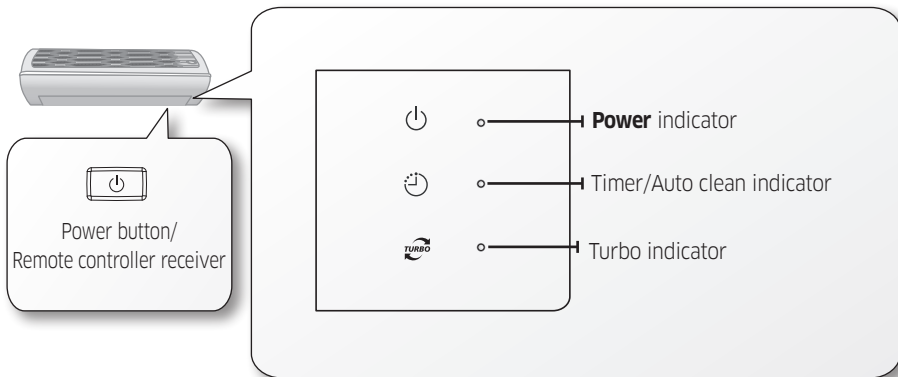 Power indicator
Timer/Auto clean indicator
TURBO
Turbo indicator
Power button/
Remote controller receiver